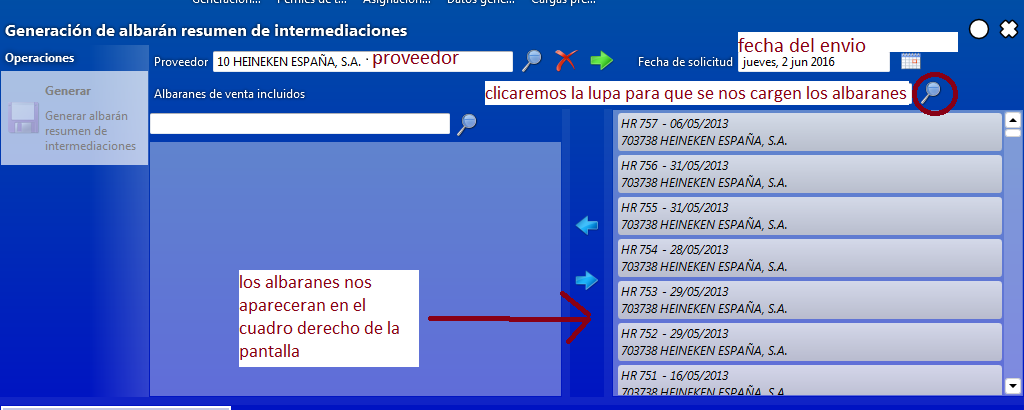 Generación... Perfiles de t... Asignación... Datos gene... Cargas pre...
Generación de albarán resumen de intermediaciones
Operaciones
Generar
Generar albarán
resumen de
intermediaciones
Proveedor 10 HEINEKEN ESPAÑA, S.A. · proveedor
fecha del envio
Fecha de solicitud jueves, 2 jun 2016
Albaranes de venta incluidos
clicaremos la lupa para que se nos cargen los albaranes
los albaranes nos
apareceran en el
cuadro derecho de la
pantalla
HR 757 - 06/05/2013
703738 HEINEKEN ESPAÑA, S.A.
HR 756 - 31/05/2013
703738 HEINEKEN ESPAÑA, S.A.
HR 755 - 31/05/2013
703738 HEINEKEN ESPAÑA, S.A.
HR 754 - 28/05/2013
703738 HEINEKEN ESPAÑA, S.A.
HR 753 - 29/05/2013
703738 HEINEKEN ESPAÑA, S.A.
HR 752 - 29/05/2013
703738 HEINEKEN ESPAÑA, S.A.
HR 751 - 16/05/2013
703738 HEINEKEN ESPAÑA, S.A.